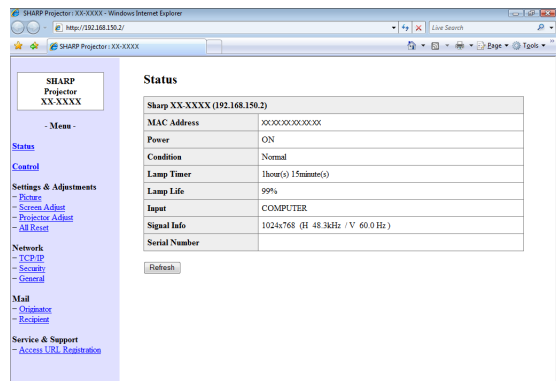 SHARP Projector : XX-XXXX - Windows Internet Explorer
http://192.168.150.2/
Live Search
SHARP Projector : XX-XXXX
Page
Tools
SHARP
Projector
XX-XXXX
- Menu -
Status
Control
Settings & Adjustments
– Picture
– Screen Adjust
– Projector Adjust
– All Reset
Network
– TCP/IP
– Security
– General
Mail
– Originator
– Recipient
Service & Support
– Access URL Registration
Status
Sharp XX-XXXX (192.168.150.2)
MAC Address XX:XX:XX:XX:XX:XX
Power ON
Condition Normal
Lamp Timer 1hour(s) 15minute(s)
Lamp Life 99%
Input COMPUTER
Signal Info 1024x768 (H 48.3kHz / V 60.0 Hz )
Serial Number
Refresh